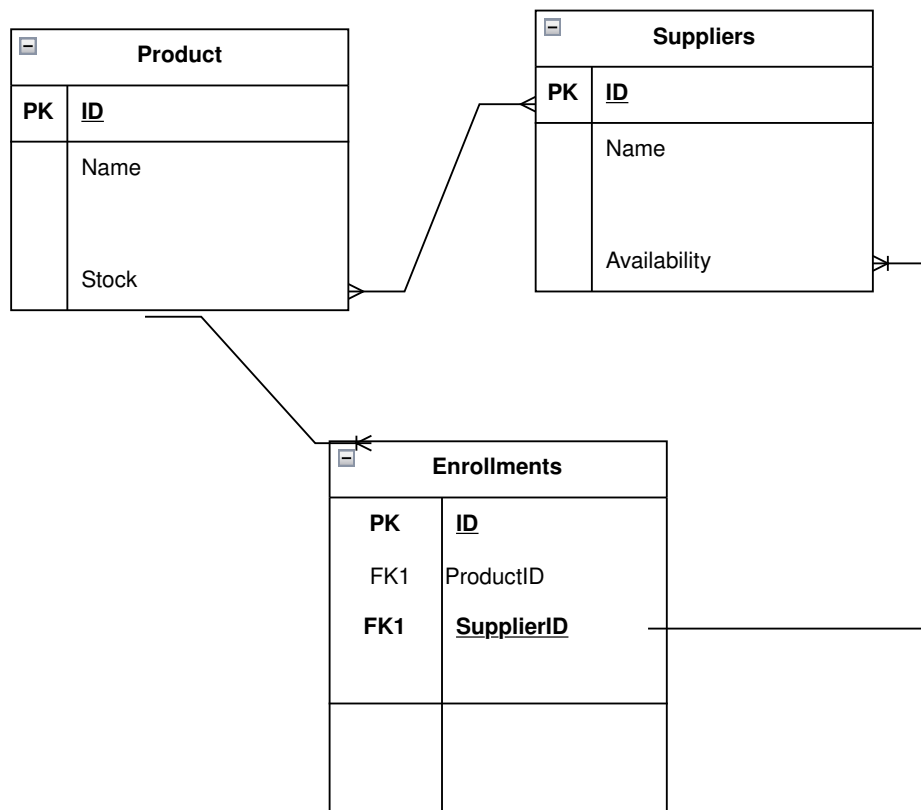 Product
PK ID
Name
Stock
Suppliers
PK ID
Name
Availability
Enrollments
PK ID
FK1 ProductID
FK1 SupplierID